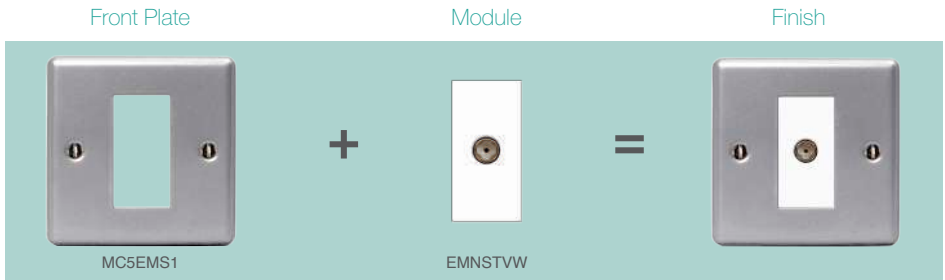 Front Plate
Module
Finish
+
=
MC5EMS1
EMNSTVW